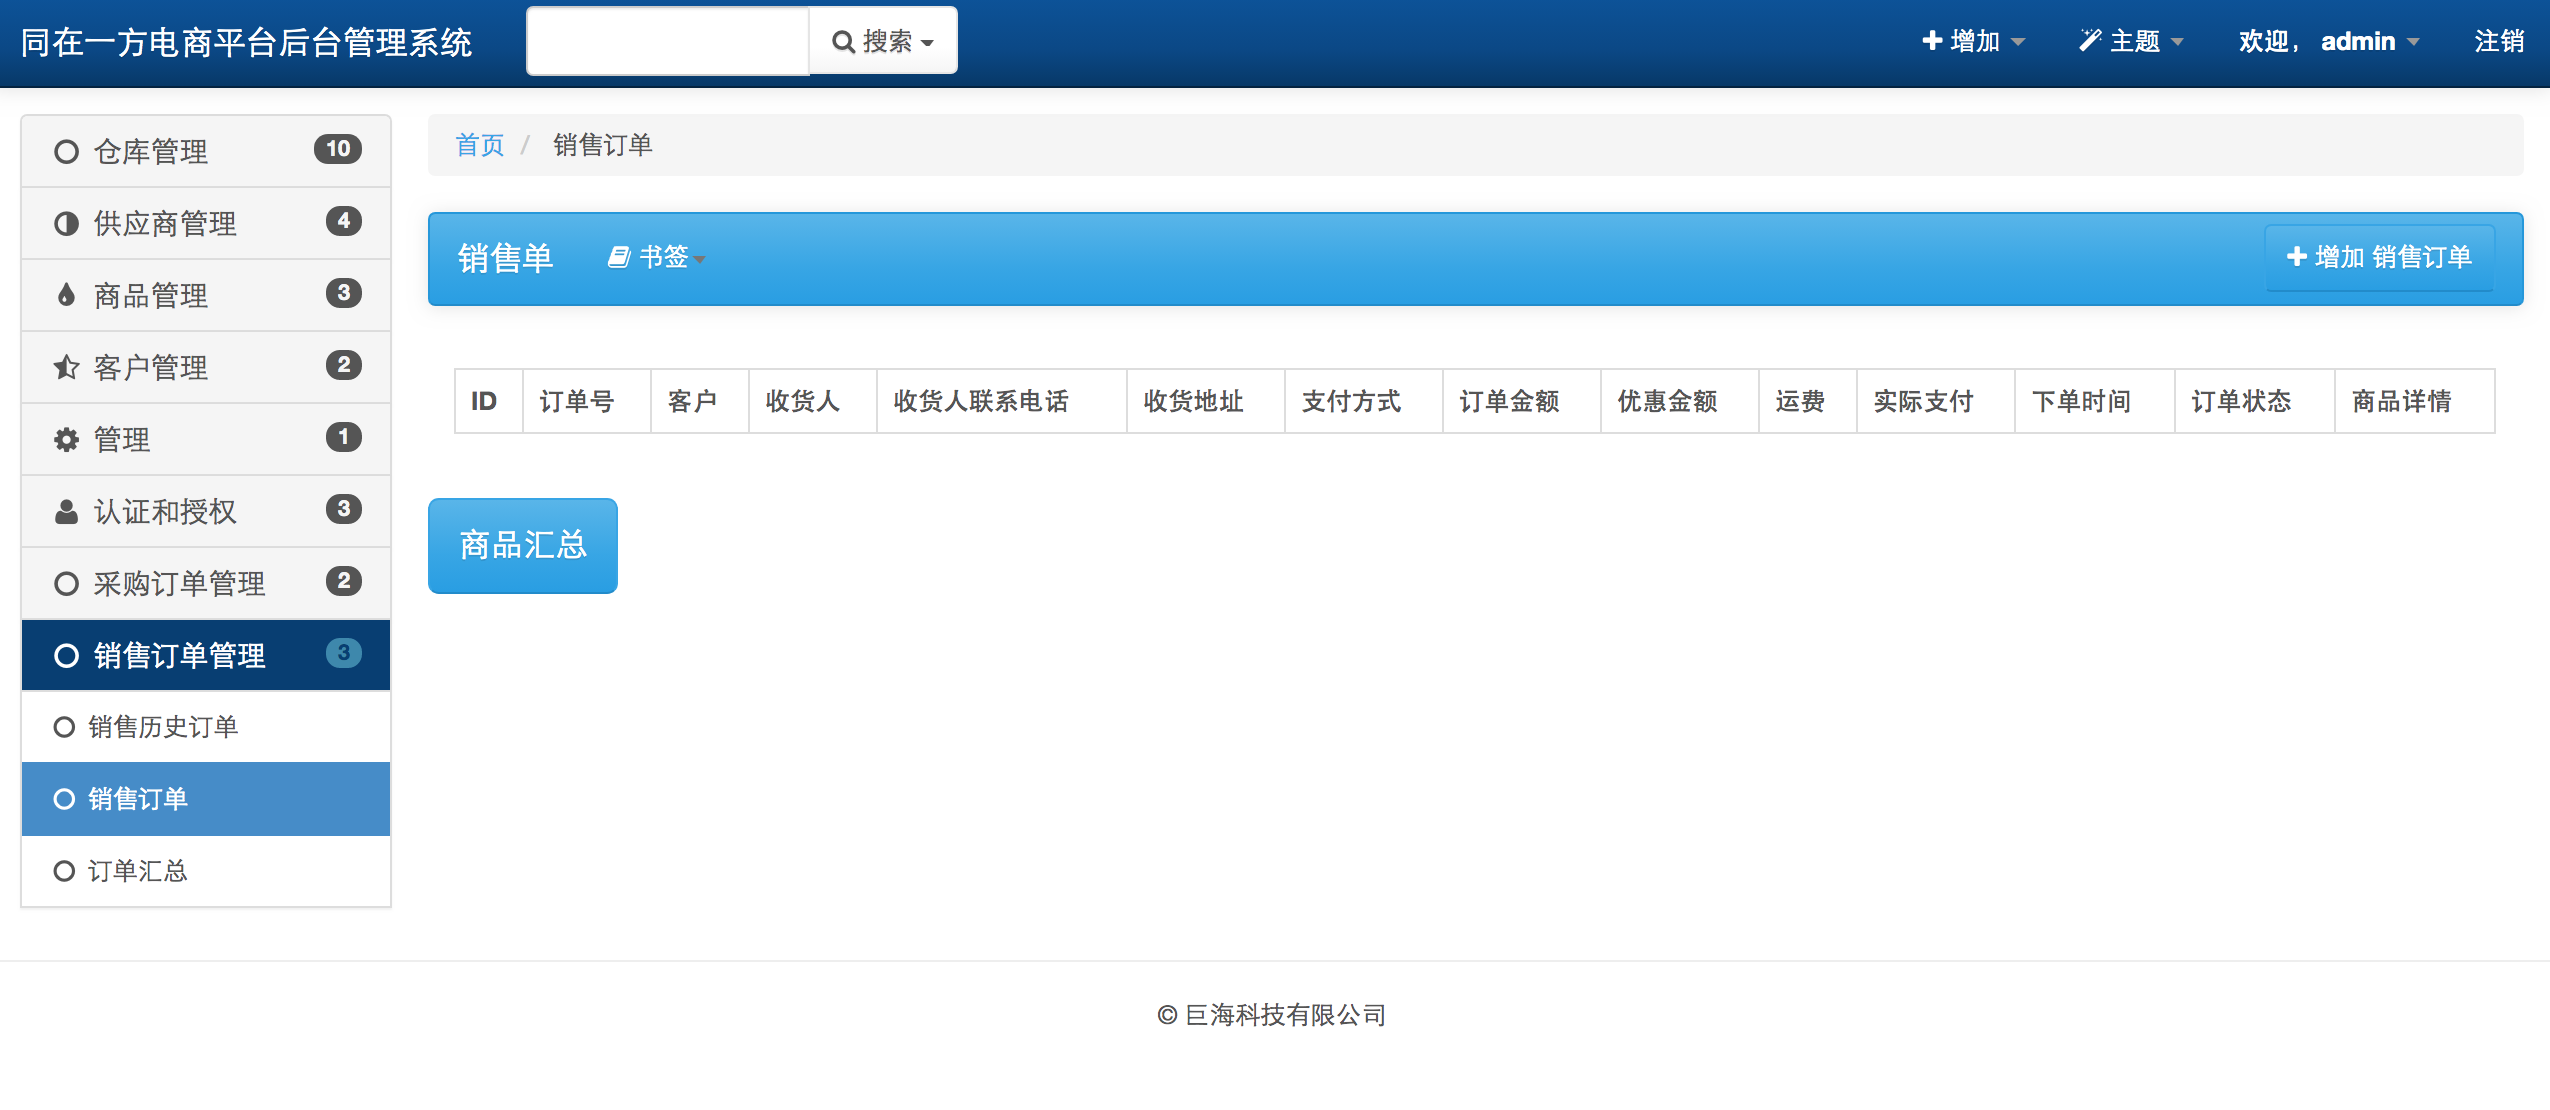 同在一方电商平台后台管理系统 搜索 增加 主题 欢迎， admin 注销
仓库管理 10
供应商管理 4
商品管理 3
客户管理 2
管理 1
认证和授权 3
采购订单管理 2
销售订单管理 3
销售历史订单
销售订单
订单汇总
首页 / 销售订单
销售单 书签 增加 销售订单
ID 订单号 客户 收货人 收货人联系电话 收货地址 支付方式 订单金额 优惠金额 运费 实际支付 下单时间 订单状态 商品详情
商品汇总
© 巨海科技有限公司